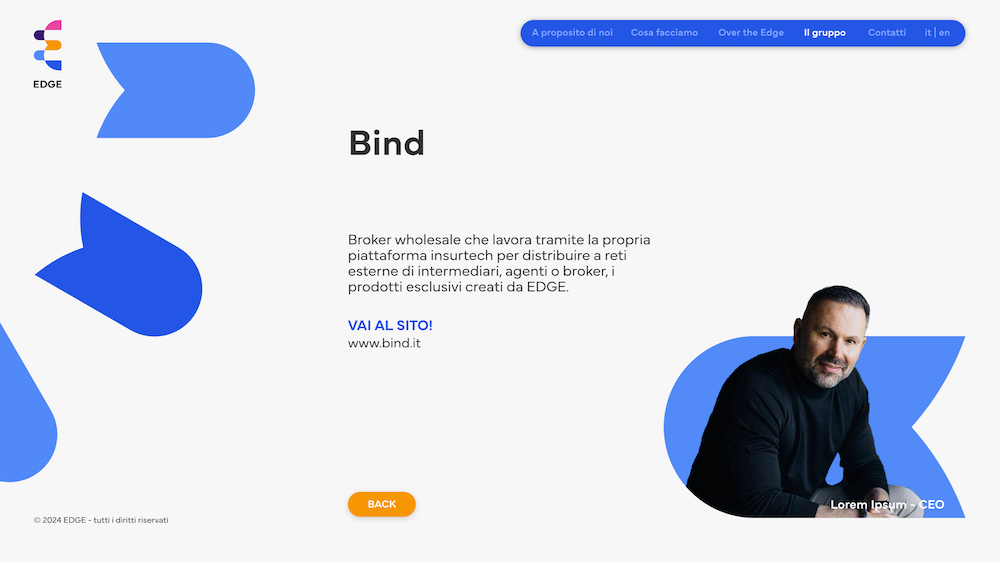 A proposito di noi Cosa facciamo Over the Edge Il gruppo Contatti it | en
EDGE
Bind
Broker wholesale che lavora tramite la propria
piattaforma insurtech per distribuire a reti
esterne di intermediari, agenti o broker, i
prodotti esclusivi creati da EDGE.
VAI AL SITO!
www.bind.it
BACK
Lorem Ipsum - CEO
© 2024 EDGE - tutti i diritti riservati